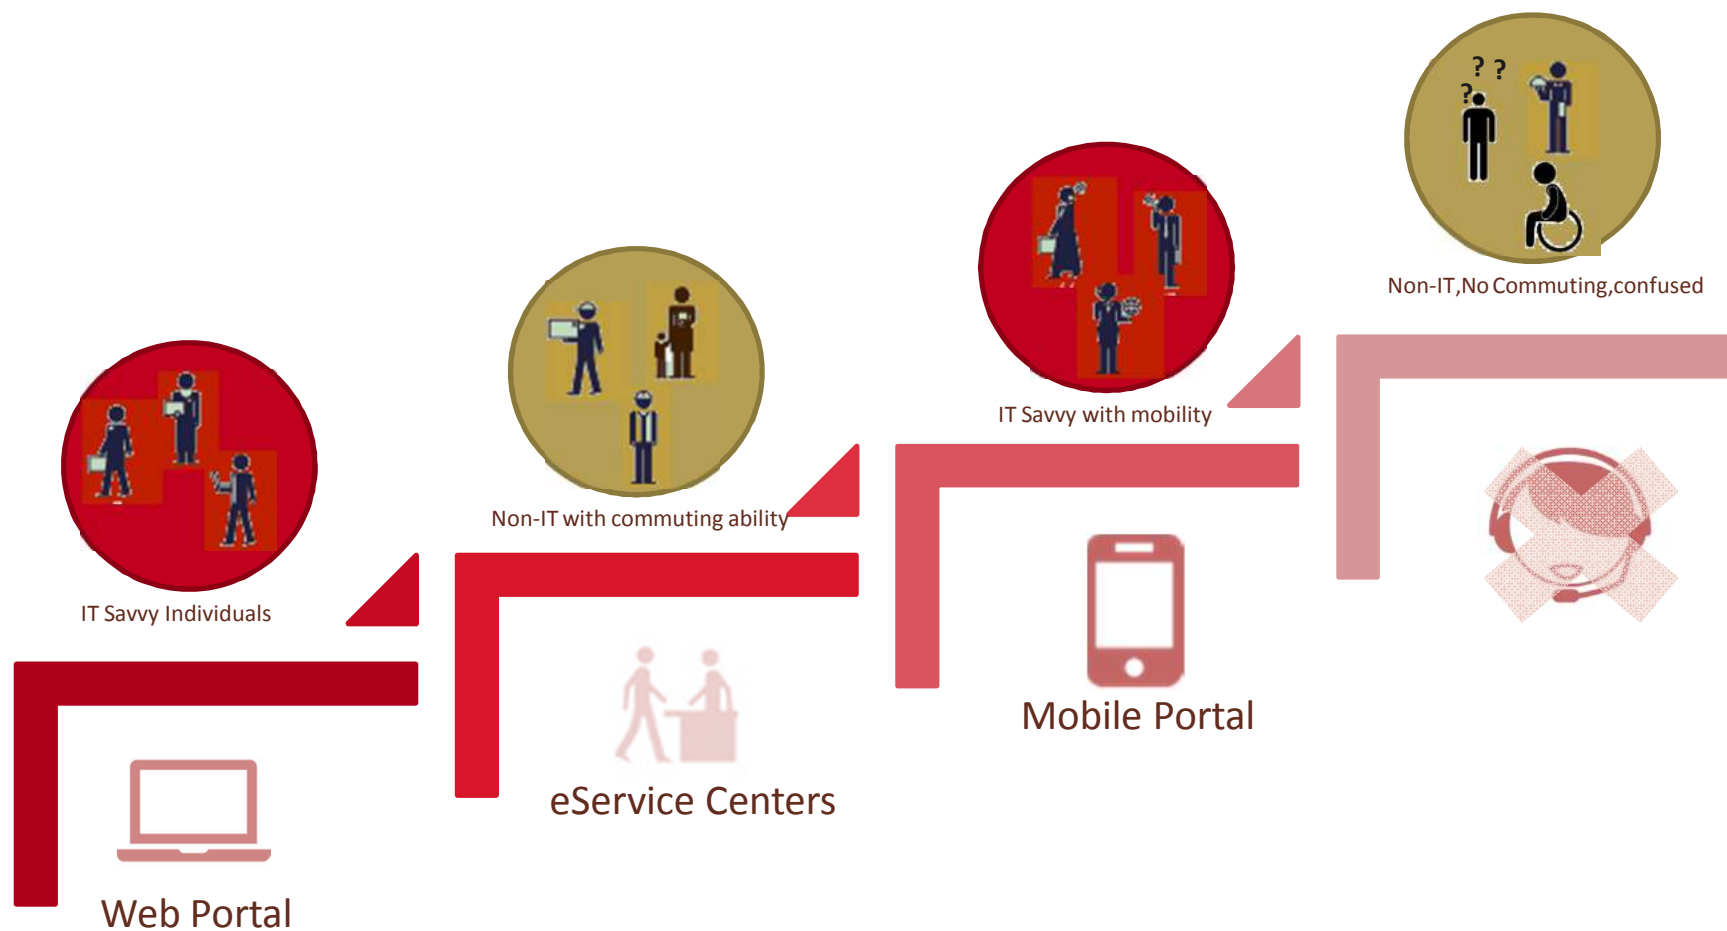 ? ?
?
Non-IT,No Commuting,confused
IT Savvy with mobility
Non-IT with commuting ability
IT Savvy Individuals
Mobile Portal
eService Centers
Web Portal